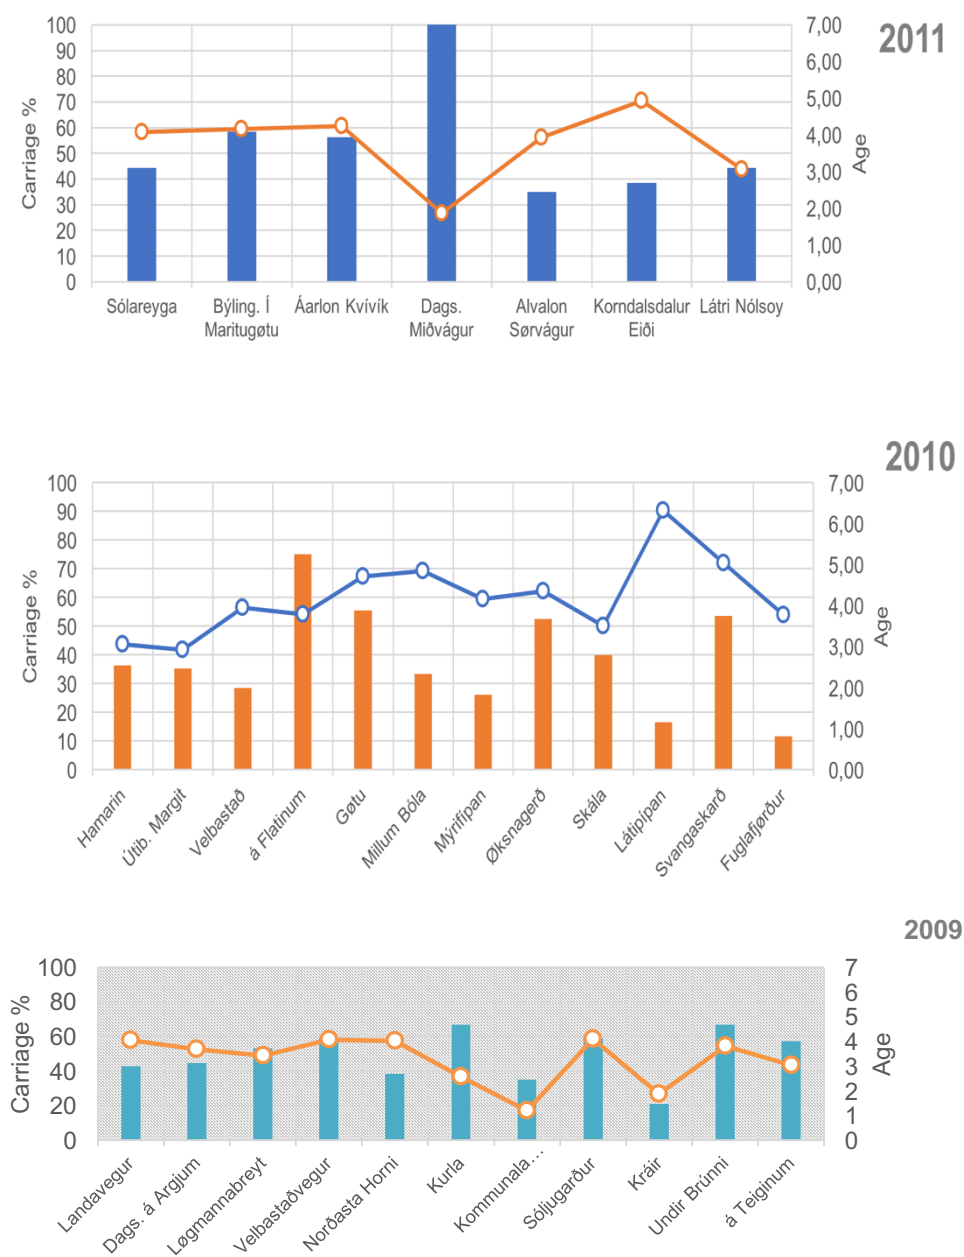 2011
Carriage %
100
90
80
70
60
50
40
30
20
10
0
7,00
6,00
5,00
4,00
3,00
2,00
1,00
0,00
Age
Sólareyga
Býling. Í
Maritugøtu
Áarlon Kvívík
Dags.
Miðvágur
Alvalon
Sørvágur
Korndalsdalur
Eiði
Látri Nólsoy
2010
Carriage %
100
90
80
70
60
50
40
30
20
10
0
7,00
6,00
5,00
4,00
3,00
2,00
1,00
0,00
Age
Hamarin
Útib. Margit
Velbastað
á Flatinum
Gøtu
Millum Bóla
Mýrifípan
Øksnagerð
Skála
Látipípan
Svangaskarð
Fuglafjørður
2009
Carriage %
100
80
60
40
20
0
7
6
5
4
3
2
1
0
Age
Landavegur
Dags. á Argjum
Løgmannabreyt
Velbastaðvegur
Norðasta Horni
Kurla
Kommunala...
Sóljugarður
Kráir
Undir Brúnni
á Teiginum